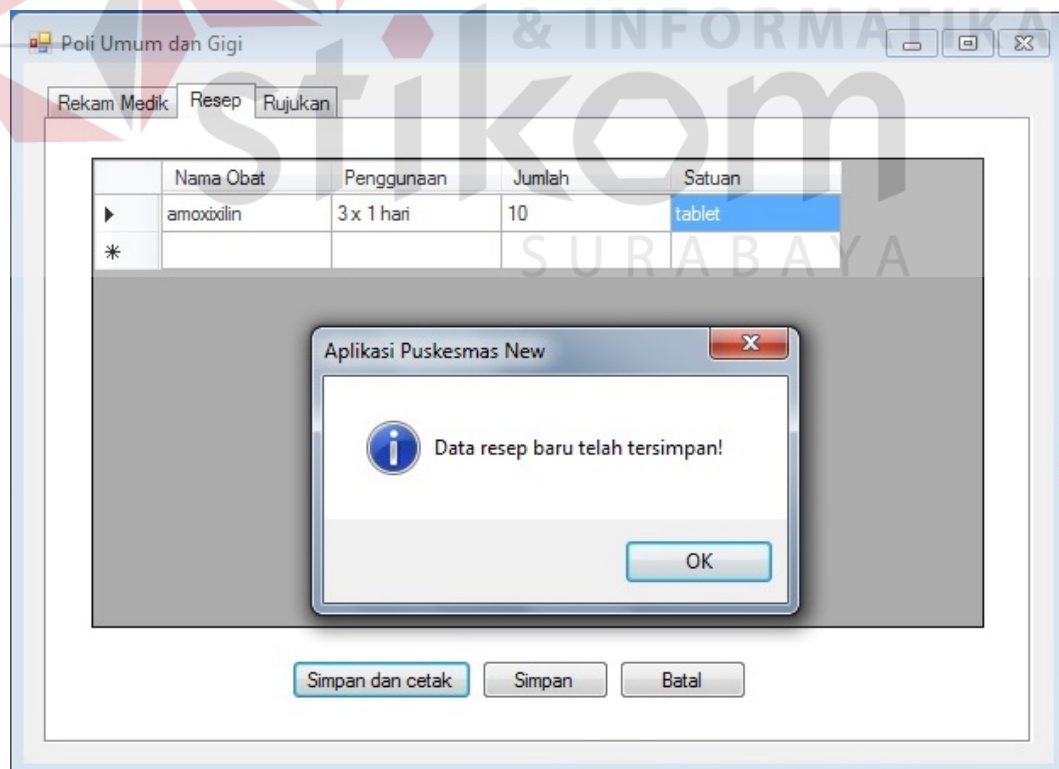 & INFORMATIKA
Poli Umum dan Gigi
stikom
Rekam Medik Resep Rujukan
Nama Obat Penggunaan Jumlah Satuan
amoxixilin 3 x 1 hari 10 tablet
SURABAYA
Aplikasi Puskesmas New
Data resep baru telah tersimpan!
OK
Simpan dan cetak Simpan Batal